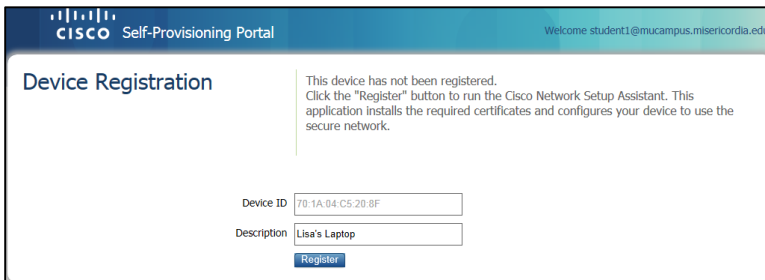 CISCO Self-Provisioning Portal
Welcome student1@mucampus.misericordia.edu
Device Registration
This device has not been registered.
Click the "Register" button to run the Cisco Network Setup Assistant. This
application installs the required certificates and configures your device to use the
secure network.
Device ID 70:1A:04:C5:20:8F
Description Lisa's Laptop
Register